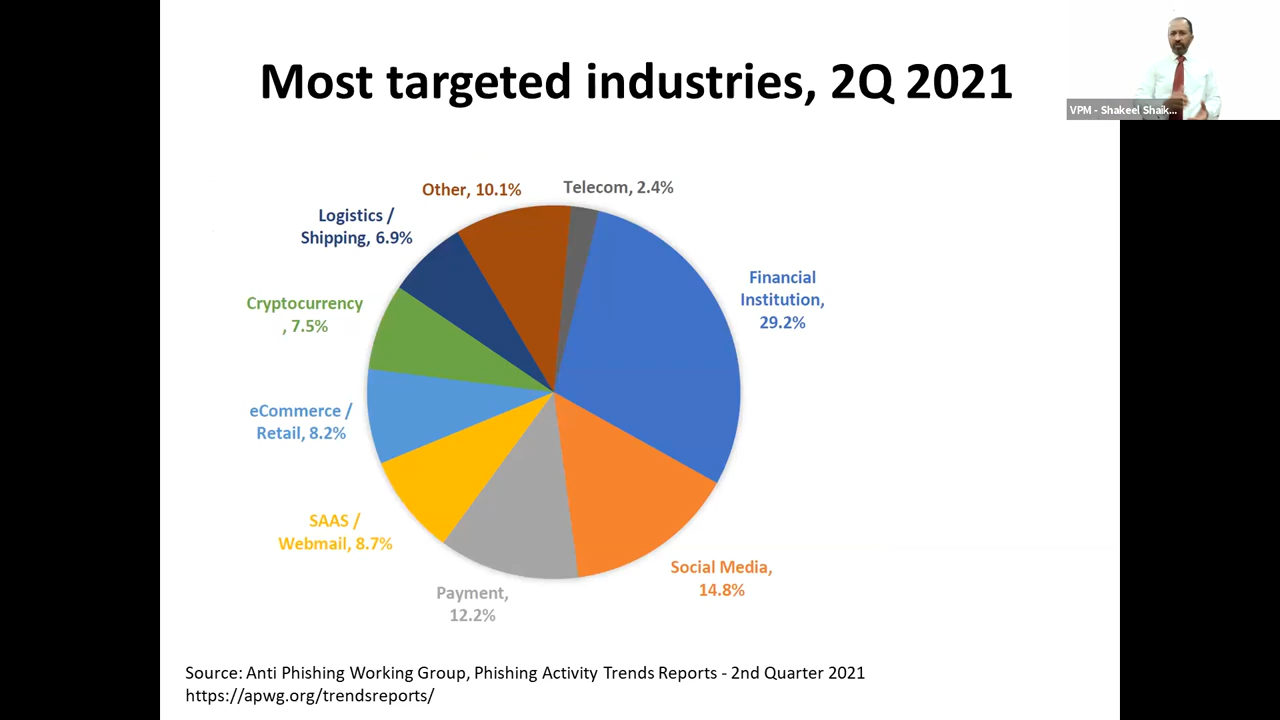 Most targeted industries, 2Q 2021
VPM - Shakeel Shaik...
Other, 10.1%
Telecom, 2.4%
Logistics /
Shipping, 6.9%
Financial
Institution,
29.2%
Cryptocurrency
, 7.5%
eCommerce /
Retail, 8.2%
SAAS /
Webmail, 8.7%
Social Media,
14.8%
Payment,
12.2%
Source: Anti Phishing Working Group, Phishing Activity Trends Reports - 2nd Quarter 2021
https://apwg.org/trendsreports/